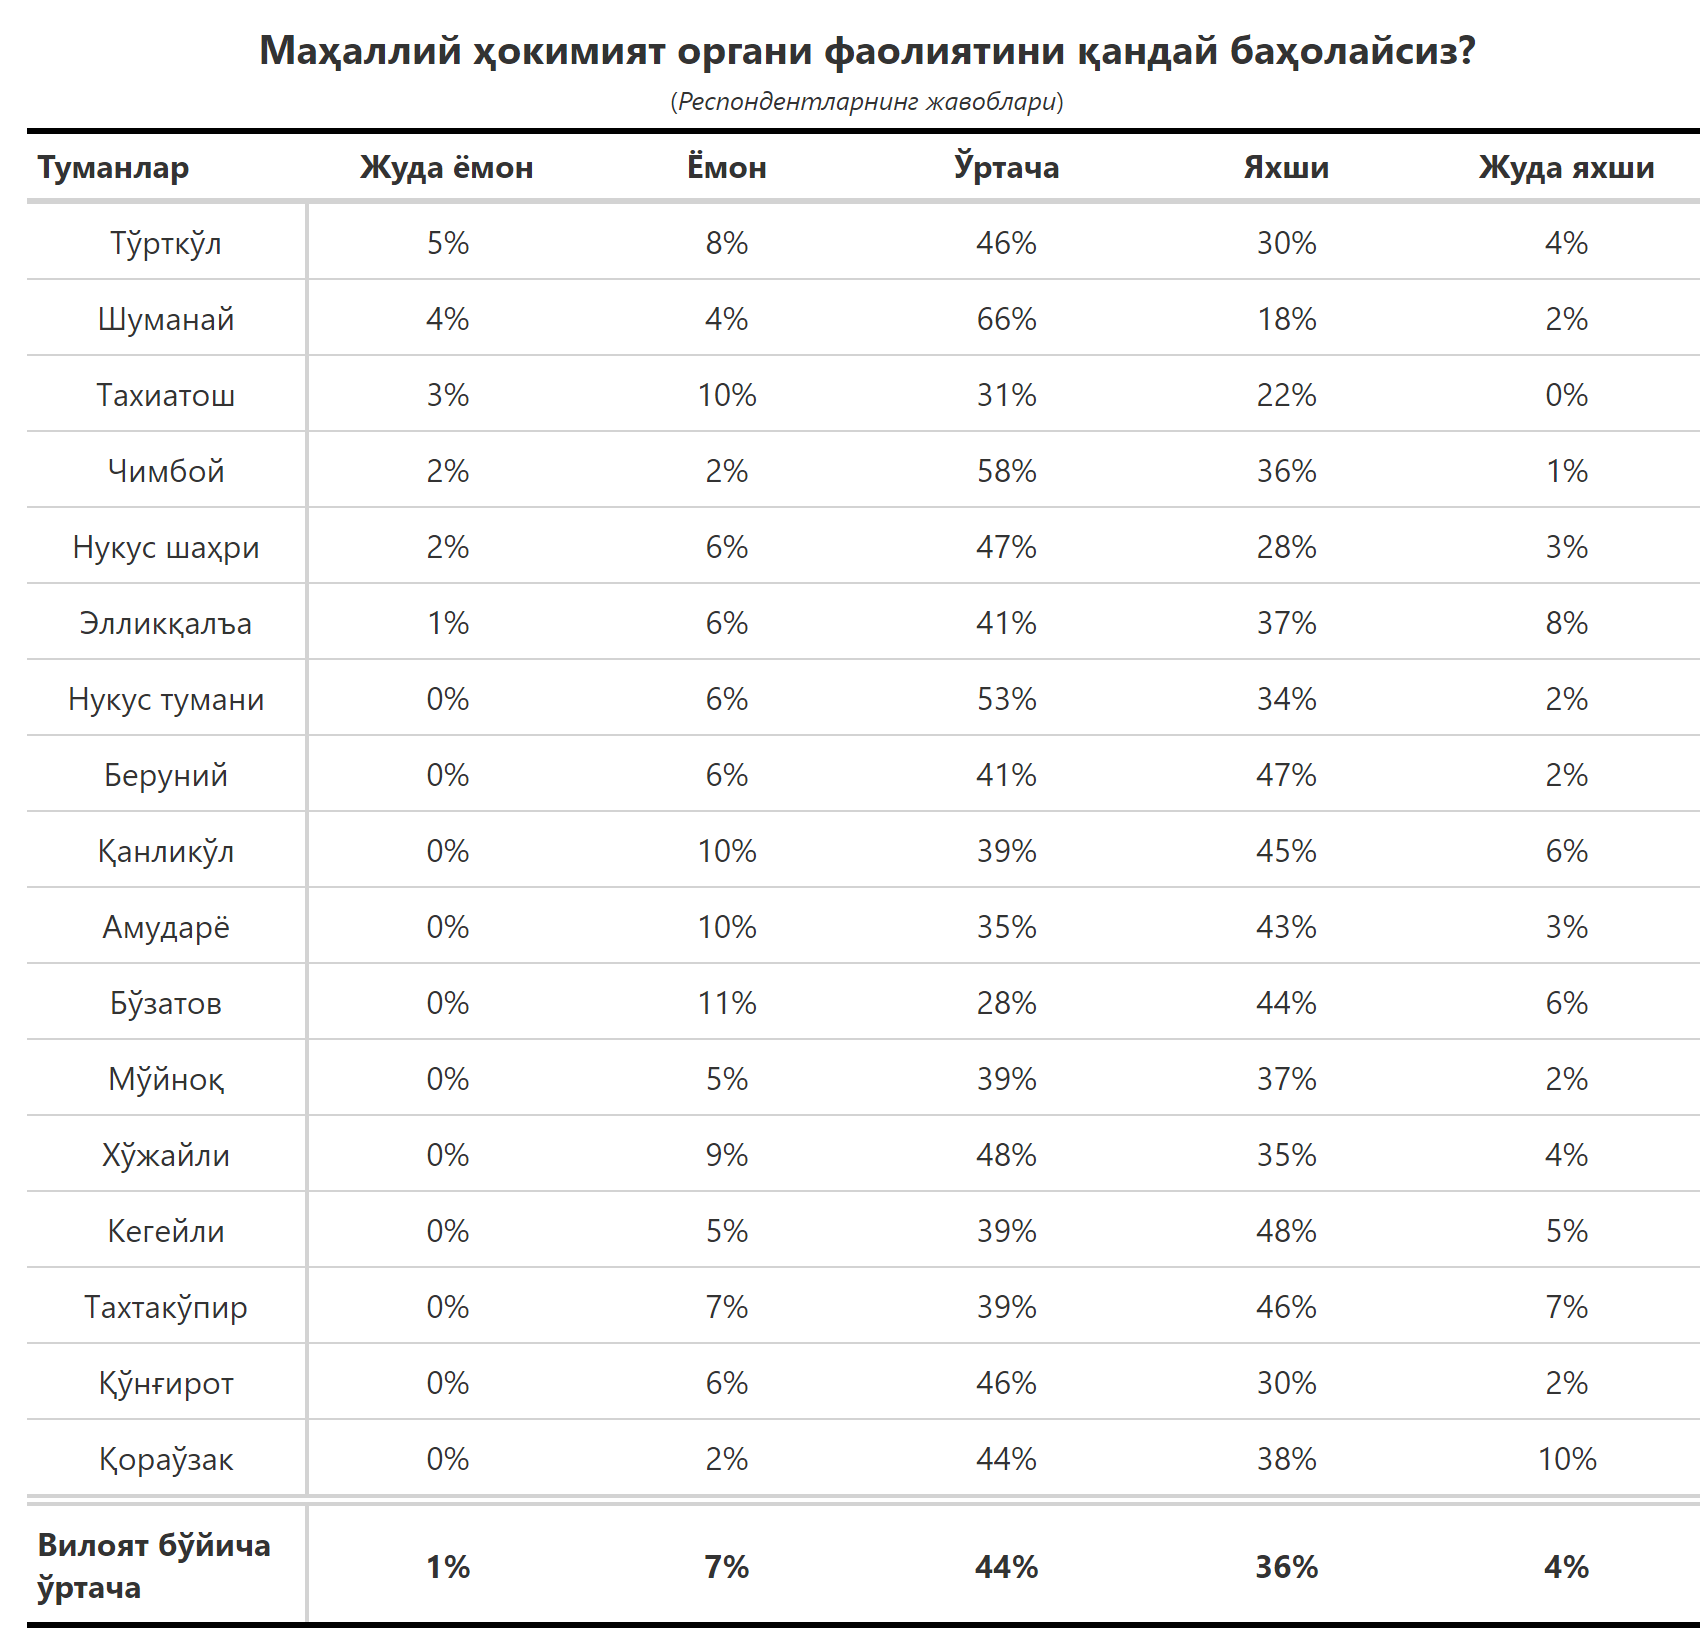 Маҳаллий ҳокимият органи фаолиятини қандай баҳолайсиз?
(Респондентларнинг жавоблари)
Туманлар Жуда ёмон Ёмон Ўртача Яхши Жуда яхши
Тўрткўл 5% 8% 46% 30% 4%
Шуманай 4% 4% 66% 18% 2%
Тахиатош 3% 10% 31% 22% 0%
Чимбой 2% 2% 58% 36% 1%
Нукус шаҳри 2% 6% 47% 28% 3%
Элликқалъа 1% 6% 41% 37% 8%
Нукус тумани 0% 6% 53% 34% 2%
Беруний 0% 6% 41% 47% 2%
Қанликўл 0% 10% 39% 45% 6%
Амударё 0% 10% 35% 43% 3%
Бўзатов 0% 11% 28% 44% 6%
Мўйноқ 0% 5% 39% 37% 2%
Хўжайли 0% 9% 48% 35% 4%
Кегейли 0% 5% 39% 48% 5%
Тахтакўпир 0% 7% 39% 46% 7%
Қўнғирот 0% 6% 46% 30% 2%
Қораўзак 0% 2% 44% 38% 10%
Вилоят бўйича
ўртача 1% 7% 44% 36% 4%